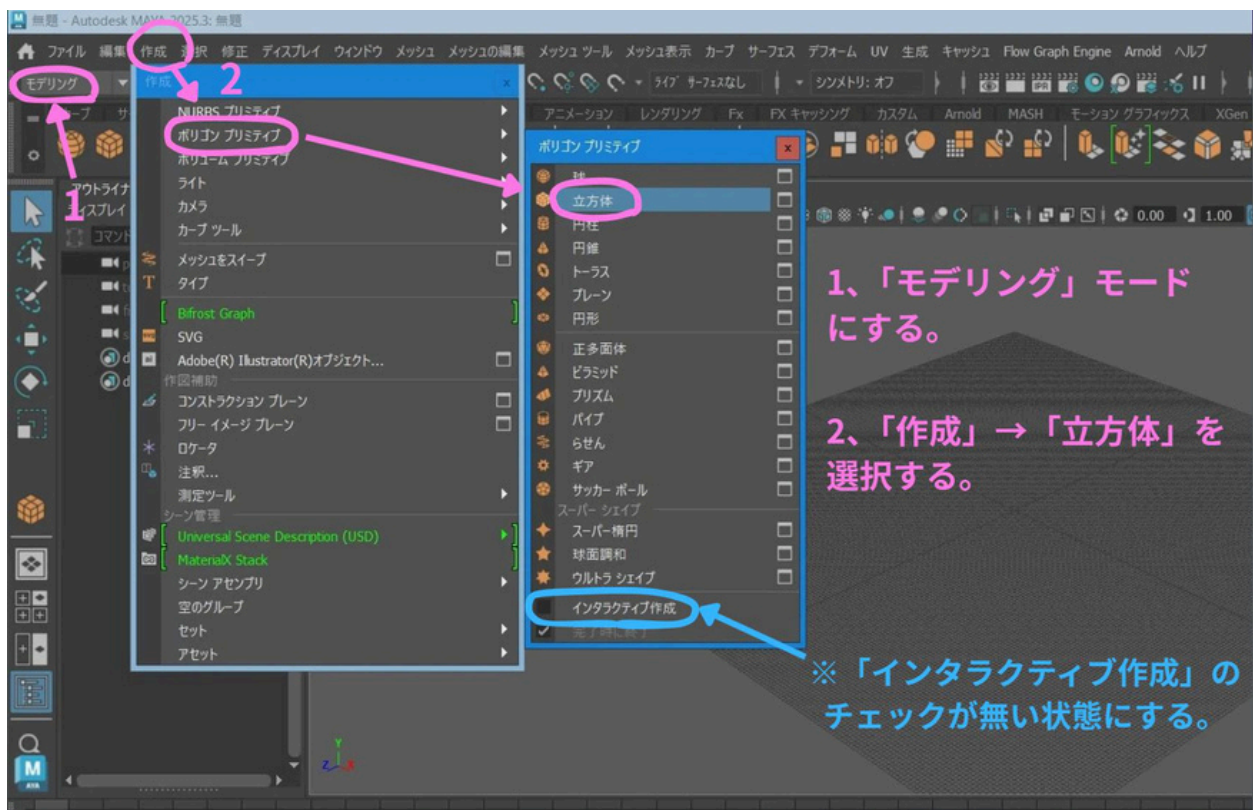 無題 - Autodesk MAYA 2025.3: 無題
ファイル 編集 作成 選択 修正 ディスプレイ ウィンドウ メッシュ メッシュの編集 メッシュ ツール メッシュ表示 カーブ サーフェス デフォーム UV 生成 キャッシュ Flow Graph Engine Arnold ヘルプ
モデリング
作成
2
ライブ サーフェスなし
シンメトリ: オフ
アニメーション レンダリング Fx FX キャッシング カスタム Arnold MASH モーション グラフィックス XGen
NURBS プリミティブ
ポリゴン プリミティブ
ボリューム プリミティブ
ライト
カメラ
カーブ ツール
メッシュをスイープ
タイプ
Bifrost Graph
SVG
Adobe(R) Illustrator(R)オブジェクト...
作図補助
コンストラクション プレーン
フリー イメージ プレーン
ロケータ
注釈...
測定ツール
シーン管理
Universal Scene Description (USD)
MaterialX Stack
シーン アセンブリ
空のグループ
セット
アセット
1
アウトライナ
ディスプレイ
ポリゴン プリミティブ
球
立方体
円柱
円錐
トーラス
プレーン
円形
正多面体
ピラミッド
プリズム
パイプ
らせん
ギア
サッカー ボール
スーパー シェイプ
スーパー楕円
球面調和
ウルトラ シェイプ
インタラクティブ作成
完了時に終了
IPR
0.00
1.00
1、「モデリング」モード
にする。
2、「作成」→「立方体」を
選択する。
※「インタラクティブ作成」の
チェックが無い状態にする。
Y
Z X
M
AYA